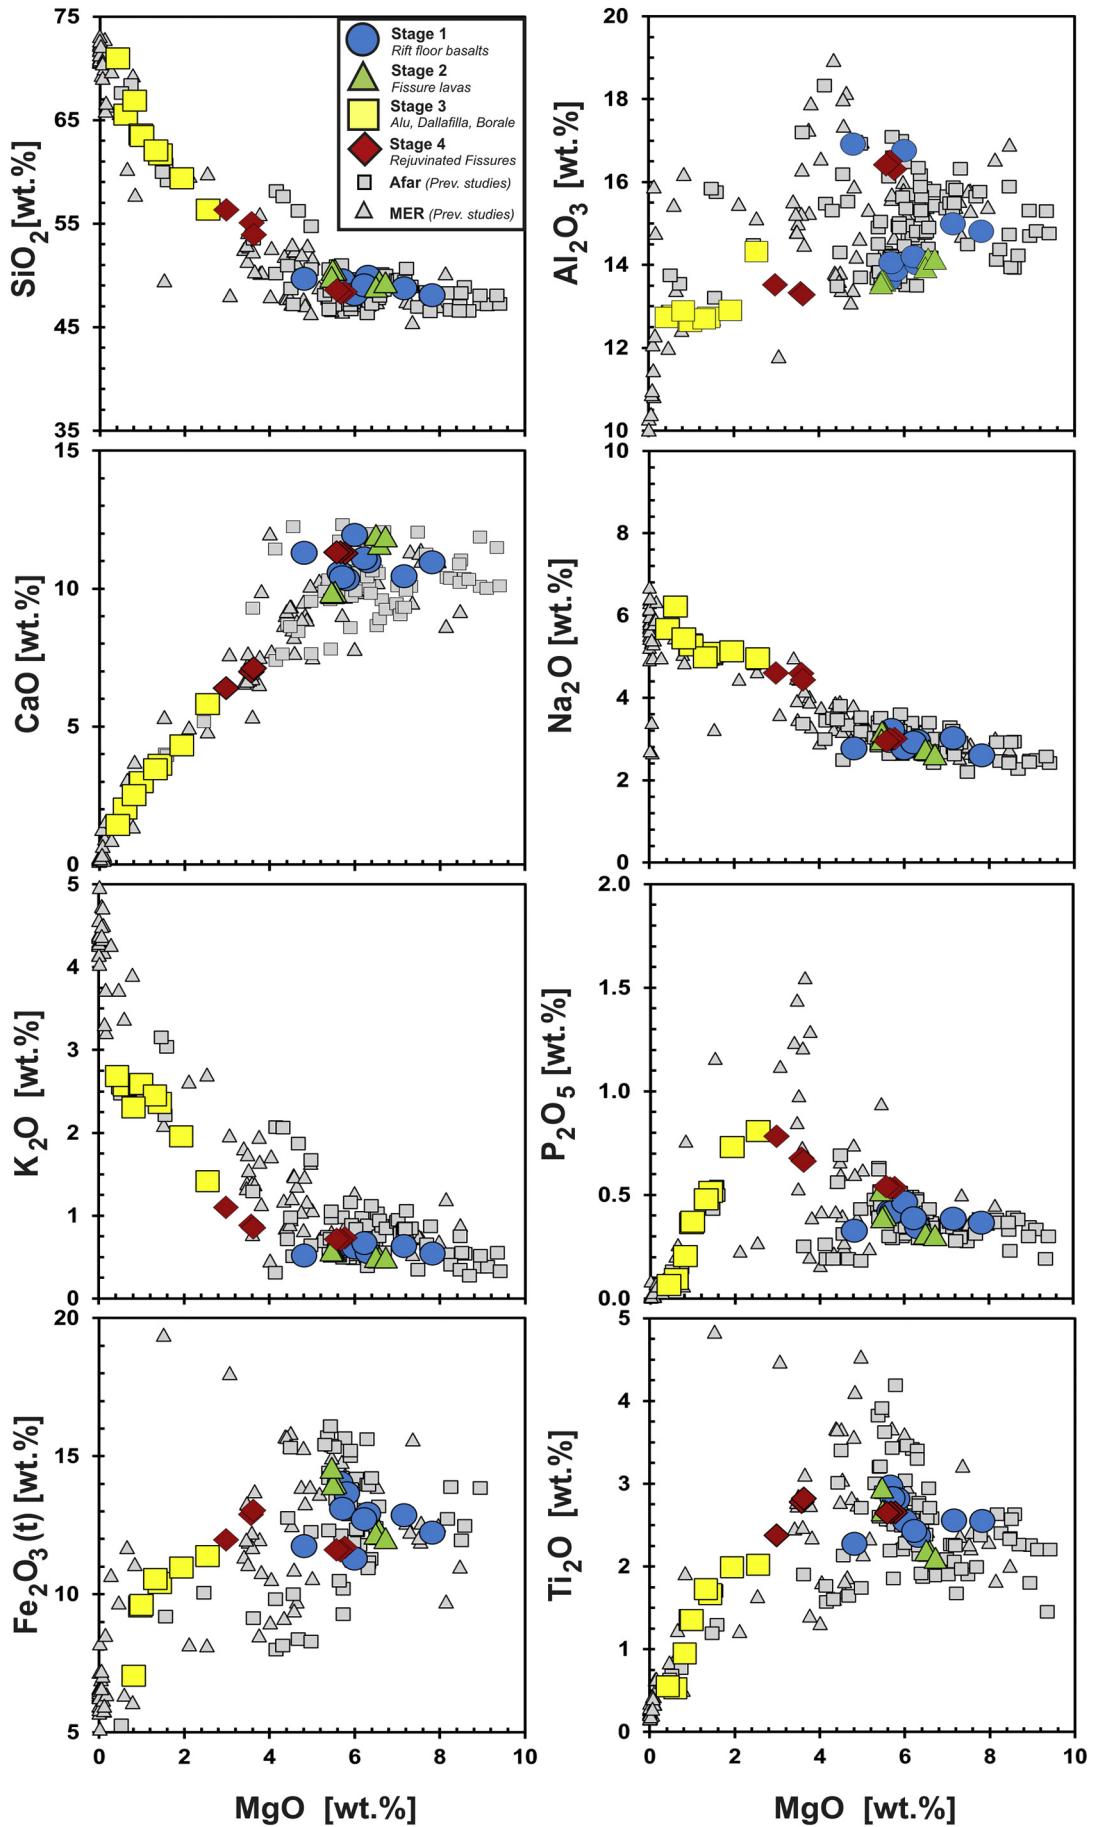 75
65
55
45
35
SiO2[wt.%]
Stage 1
Rift floor basalts
Stage 2
Fissure lavas
Stage 3
Alu, Dallafilla, Borale
Stage 4
Rejuvinated Fissures
Afar (Prev. studies)
MER (Prev. studies)
20
18
16
14
12
10
Al2O3 [wt.%]
15
10
5
0
CaO [wt.%]
10
8
6
4
2
0
Na2O [wt.%]
5
4
3
2
1
0
K2O [wt.%]
2.0
1.5
1.0
0.5
0.0
P2O5 [wt.%]
20
15
10
5
Fe2O3(t) [wt.%]
0 2 4 6 8 10
MgO [wt.%]
5
4
3
2
1
0
Ti2O [wt.%]
0 2 4 6 8 10
MgO [wt.%]